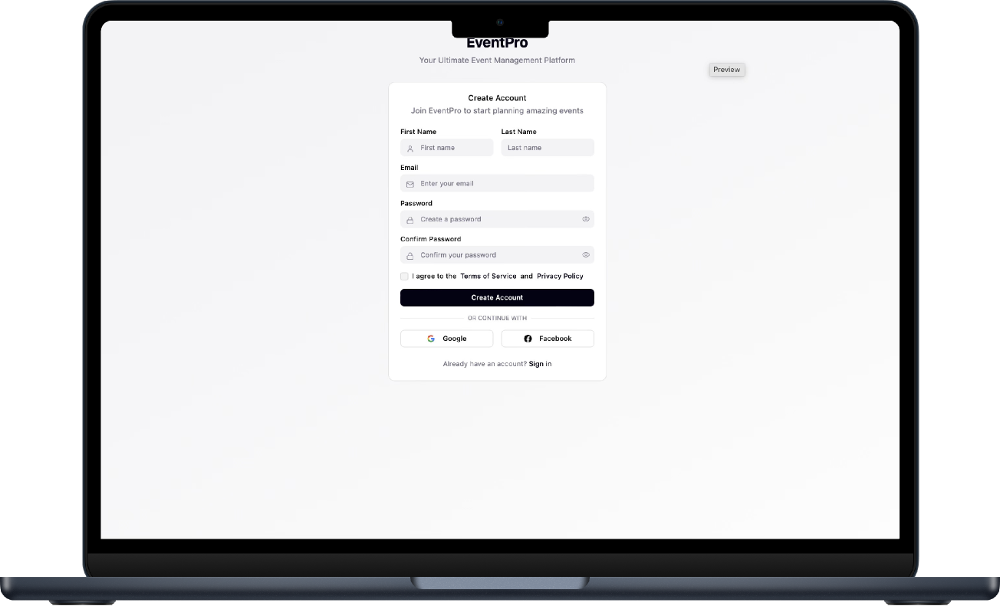 EventPro
Your Ultimate Event Management Platform
Preview
Create Account
Join EventPro to start planning amazing events
First Name Last Name
First name Last name
Email
Enter your email
Password
Create a password
Confirm Password
Confirm your password
I agree to the Terms of Service and Privacy Policy
Create Account
OR CONTINUE WITH
Google Facebook
Already have an account? Sign in